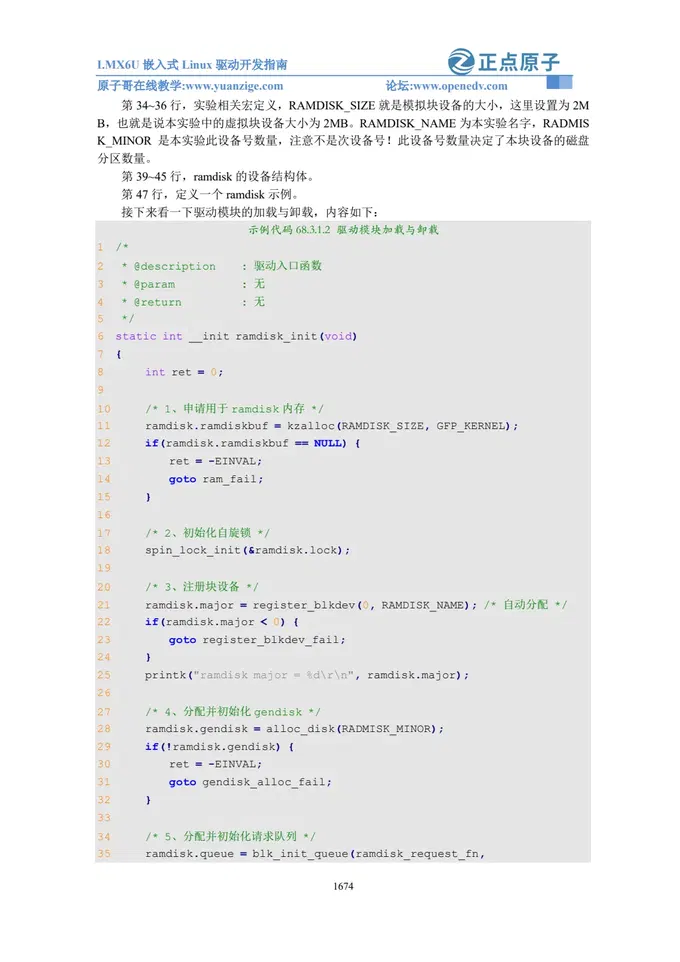 I.MX6U 嵌入式 Linux 驱动开发指南
正点原子
原子哥在线教学:www.yuanzige.com 论坛:www.openedv.com
第 34~36 行，实验相关宏定义，RAMDISK_SIZE 就是模拟块设备的大小，这里设置为 2M
B，也就是说本实验中的虚拟块设备大小为 2MB。RAMDISK_NAME 为本实验名字，RADMIS
K_MINOR 是本实验此设备号数量，注意不是次设备号！此设备号数量决定了本块设备的磁盘
分区数量。
第 39~45 行，ramdisk 的设备结构体。
第 47 行，定义一个 ramdisk 示例。
接下来看一下驱动模块的加载与卸载，内容如下：
示例代码 68.3.1.2 驱动模块加载与卸载
1 /*
2 * @description : 驱动入口函数
3 * @param : 无
4 * @return : 无
5 */
6 static int __init ramdisk_init(void)
7 {
8 int ret = 0;
9
10 /* 1、申请用于 ramdisk 内存 */
11 ramdisk.ramdiskbuf = kzalloc(RAMDISK_SIZE, GFP_KERNEL);
12 if(ramdisk.ramdiskbuf == NULL) {
13 ret = -EINVAL;
14 goto ram_fail;
15 }
16
17 /* 2、初始化自旋锁 */
18 spin_lock_init(&ramdisk.lock);
19
20 /* 3、注册块设备 */
21 ramdisk.major = register_blkdev(0, RAMDISK_NAME); /* 自动分配 */
22 if(ramdisk.major < 0) {
23 goto register_blkdev_fail;
24 }
25 printk("ramdisk major = %d\r\n", ramdisk.major);
26
27 /* 4、分配并初始化 gendisk */
28 ramdisk.gendisk = alloc_disk(RADMISK_MINOR);
29 if(!ramdisk.gendisk) {
30 ret = -EINVAL;
31 goto gendisk_alloc_fail;
32 }
33
34 /* 5、分配并初始化请求队列 */
35 ramdisk.queue = blk_init_queue(ramdisk_request_fn,
1674